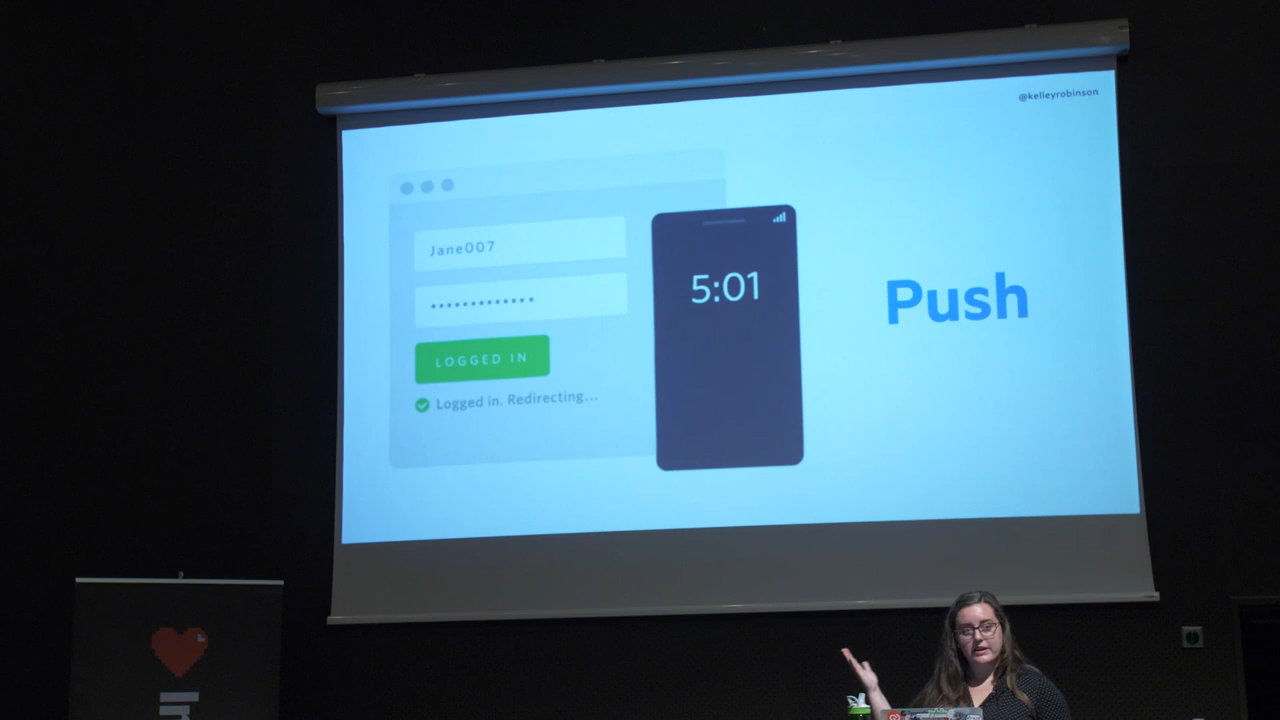 @kelleyrobinson
Jane007
•••••••••••••
5:01
Push
LOGGED IN
Logged in. Redirecting...